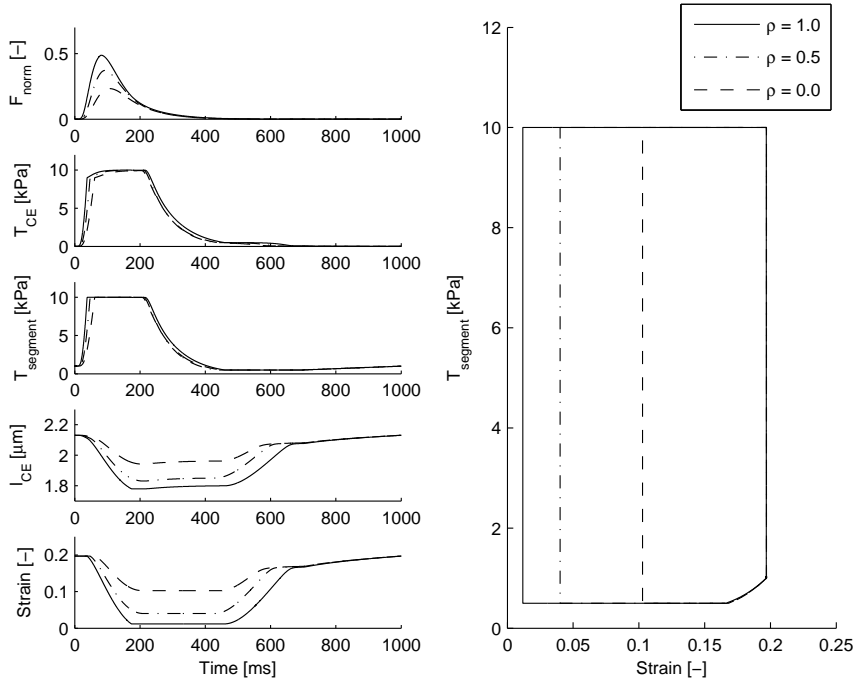 F_norm [−]
0.5
0
0 200 400 600 800 1000
T_CE [kPa]
10
5
0
0 200 400 600 800 1000
T_segment [kPa]
10
5
0
0 200 400 600 800 1000
l_CE [μm]
2.2
2
1.8
0 200 400 600 800 1000
Strain [−]
0.2
0.1
0
0 200 400 600 800 1000
Time [ms]
ρ = 1.0
ρ = 0.5
ρ = 0.0
T_segment [kPa]
12
10
8
6
4
2
0
0 0.05 0.1 0.15 0.2 0.25
Strain [−]